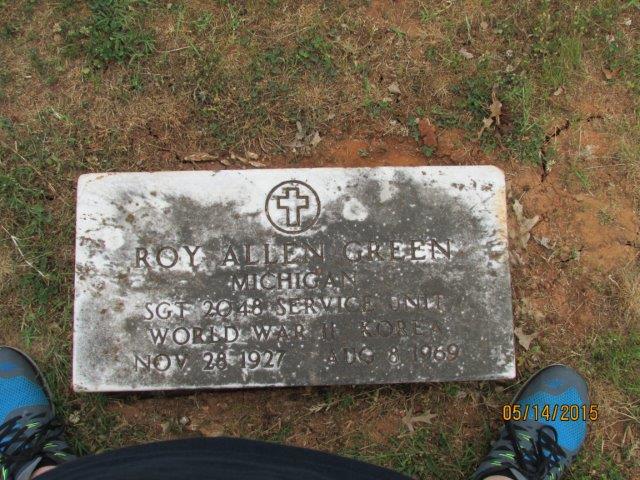 ROY ALLEN GREEN
MICHIGAN
SGT 2048 SERVICE UNIT
WORLD WAR II KOREA
NOV 28 1927 AUG 8 1969
05/14/2015